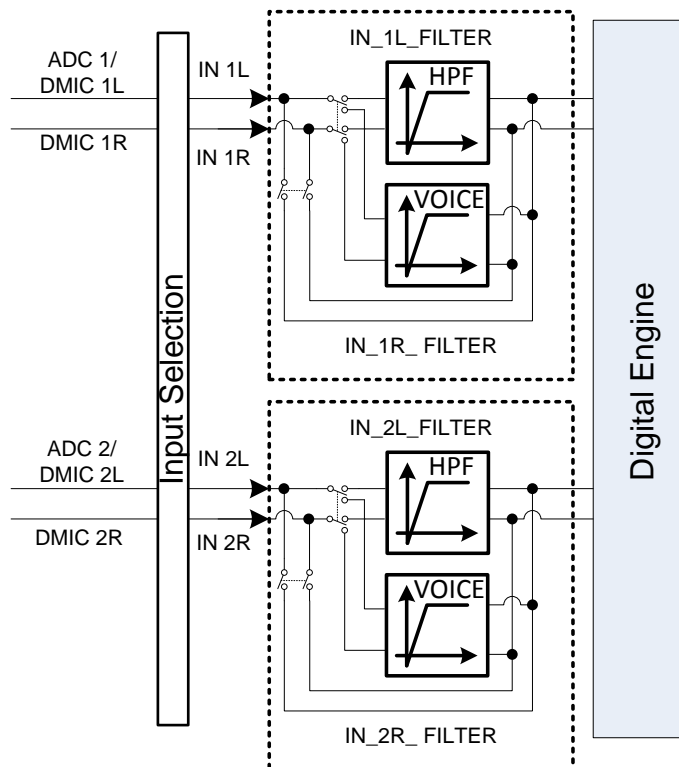 IN_1L_FILTER
ADC 1/
DMIC 1L
IN 1L
HPF
DMIC 1R
IN 1R
VOICE
IN_1R_ FILTER
Input Selection
Digital Engine
IN_2L_FILTER
ADC 2/
DMIC 2L
IN 2L
HPF
DMIC 2R
IN 2R
VOICE
IN_2R_ FILTER